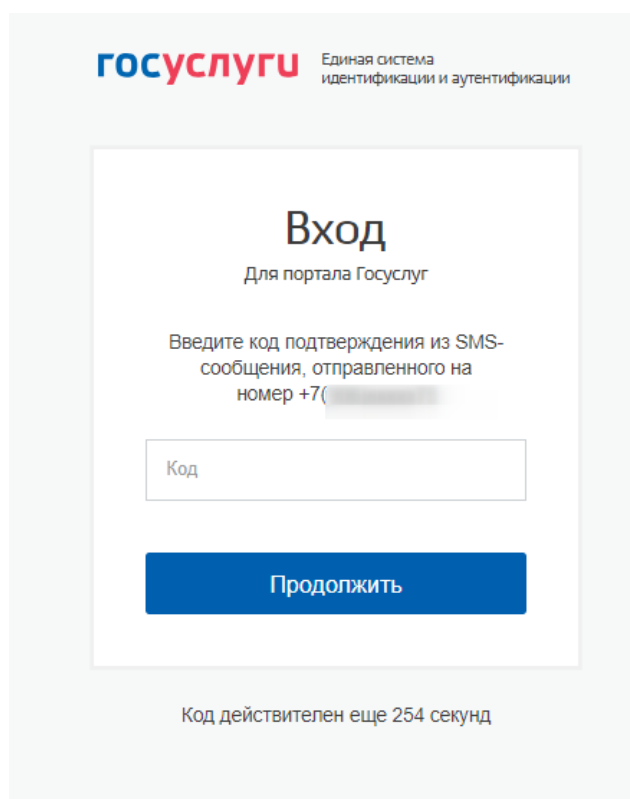 госуслуги
Единая система
идентификации и аутентификации
Вход
Для портала Госуслуг
Введите код подтверждения из SMS-
сообщения, отправленного на
номер +7(
Код
Продолжить
Код действителен еще 254 секунд